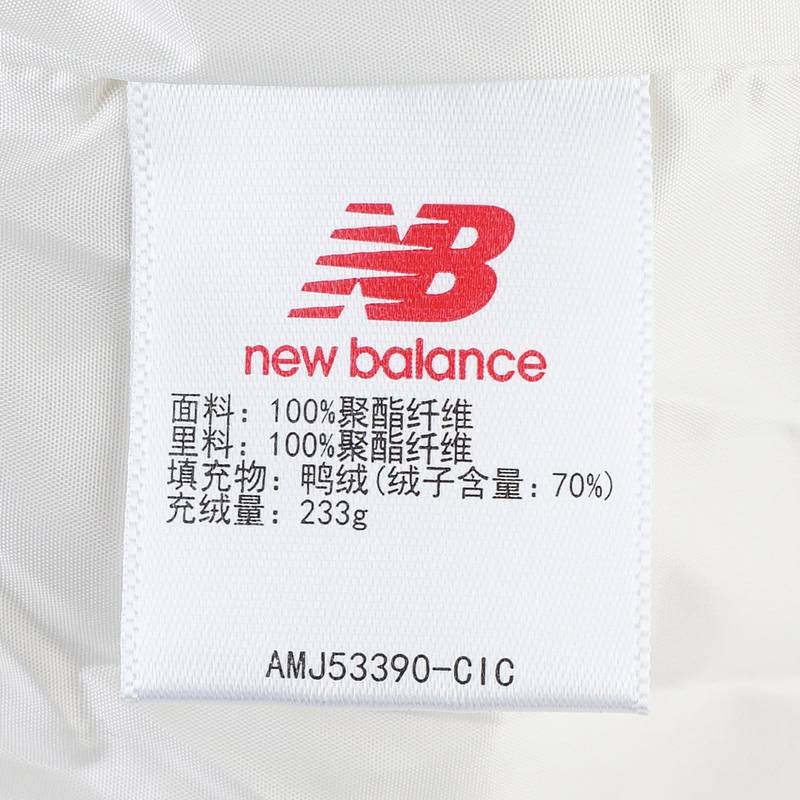 NB
new balance
面料：100%聚酯纤维
里料：100%聚酯纤维
填充物：鸭绒(绒子含量：70%)
充绒量：233g
AMJ53390-CIC